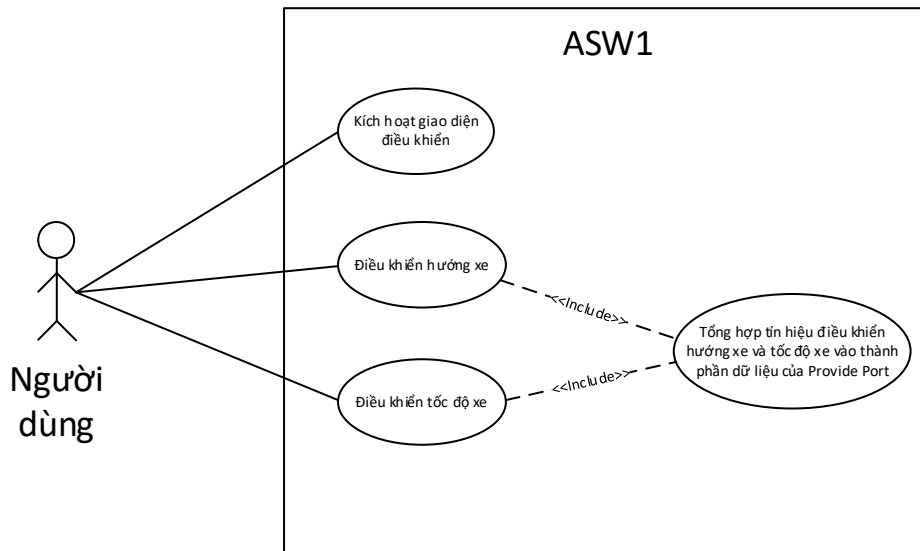 ASW1
Kích hoạt giao diện
điều khiển
Điều khiển hướng xe
<<Include>>
Tổng hợp tín hiệu điều khiển
hướng xe và tốc độ xe vào thành
phần dữ liệu của Provide Port
<<Include>>
Điều khiển tốc độ xe
Người
dùng